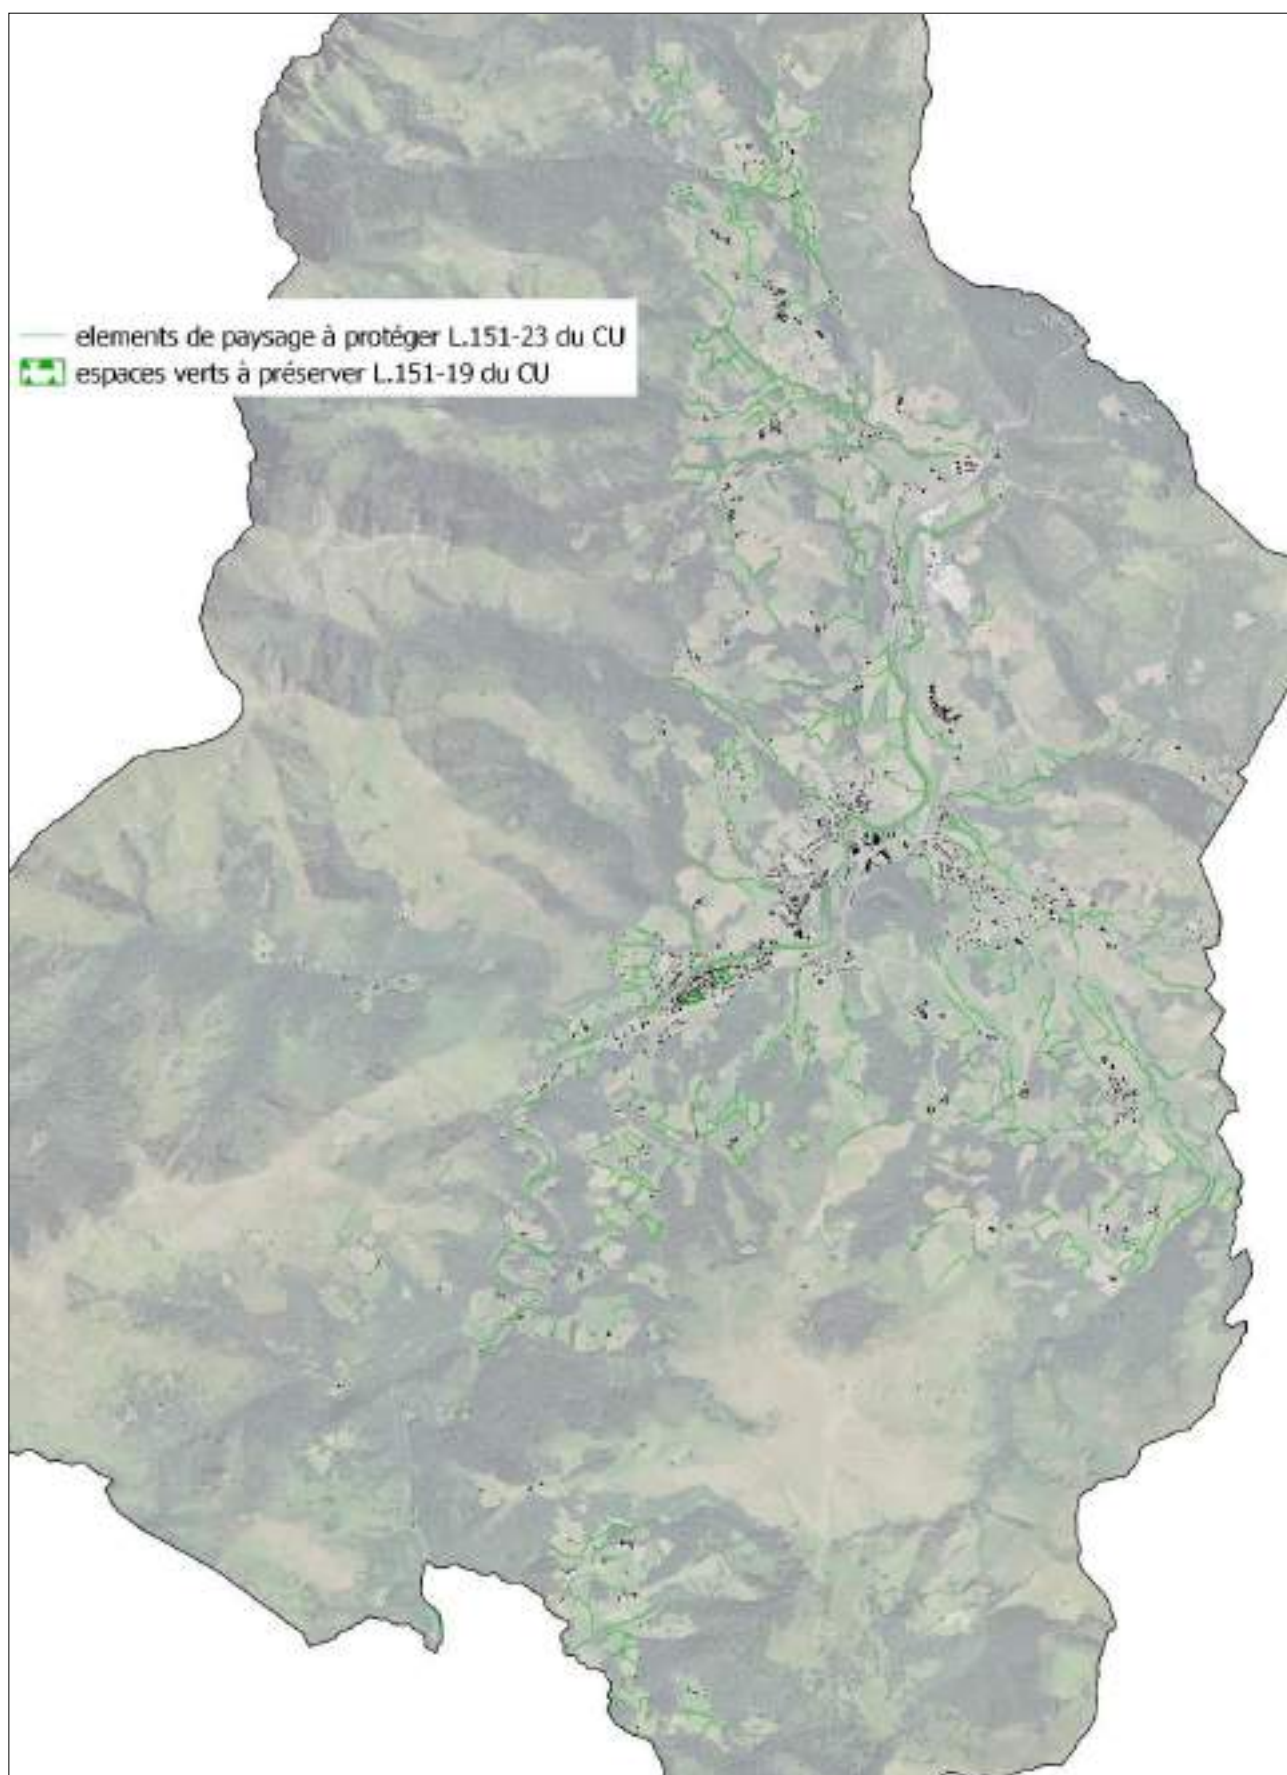 elements de paysage à protéger L.151-23 du CU
espaces verts à préserver L.151-19 du CU